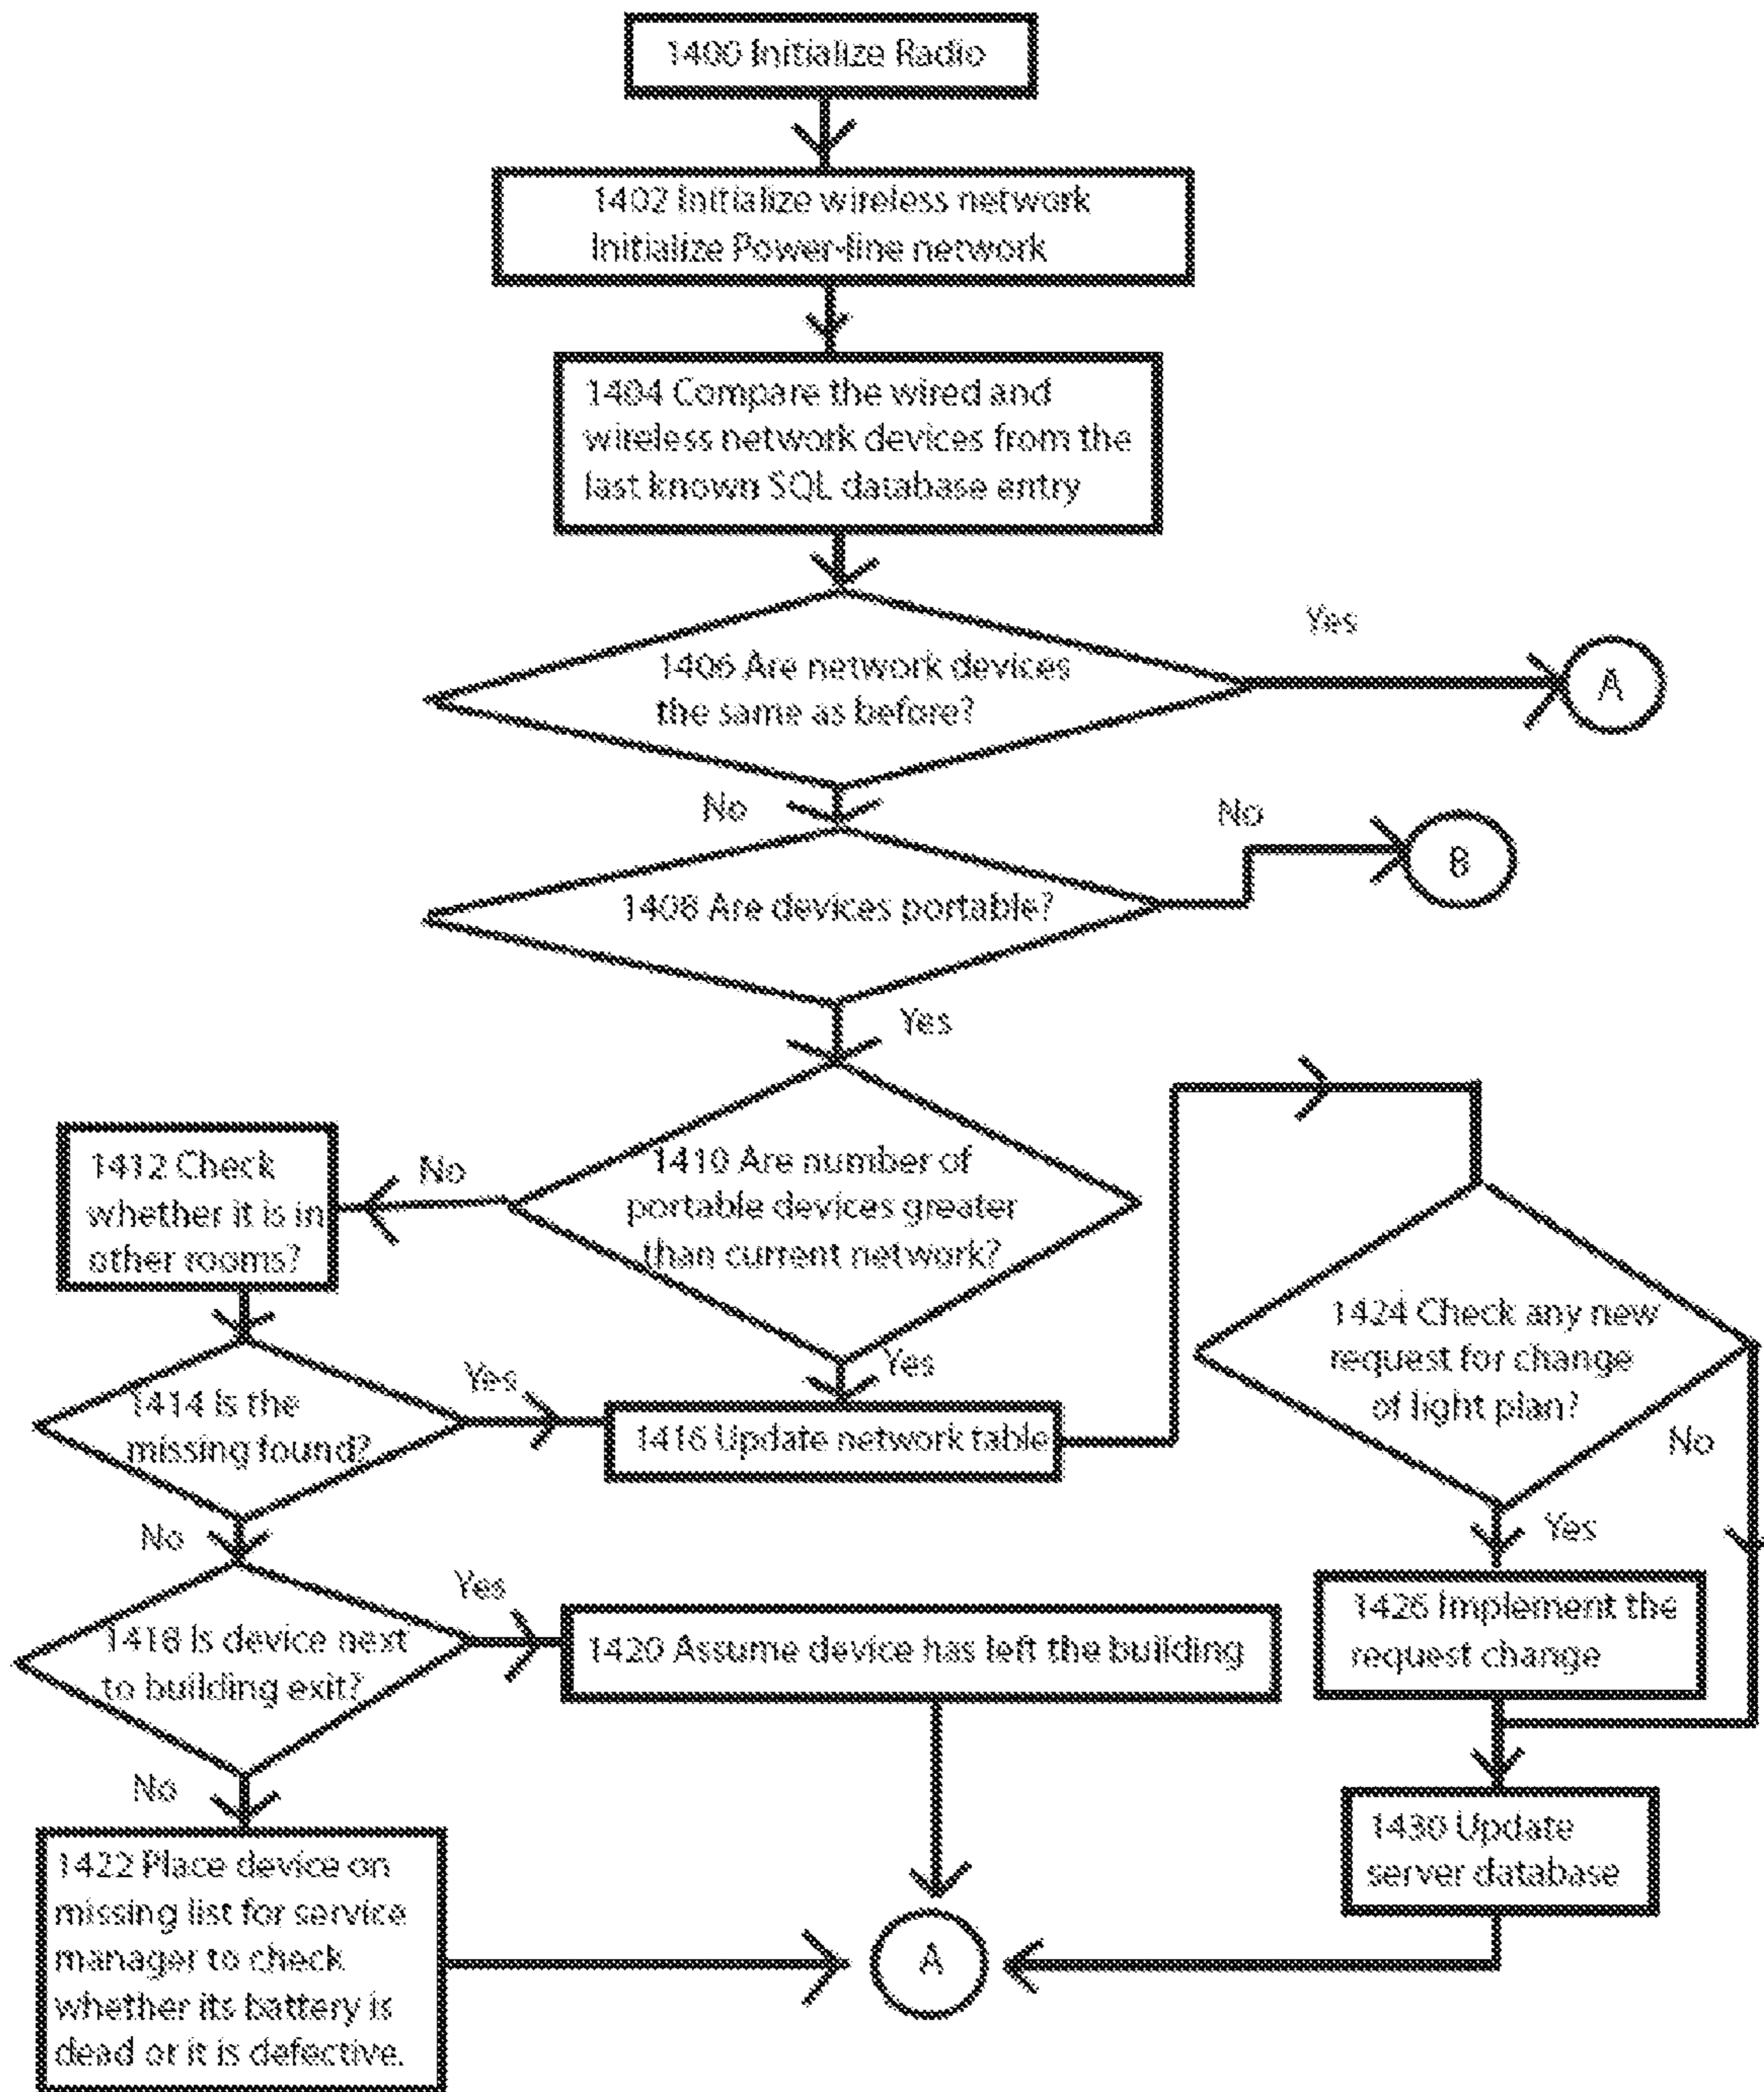 1400 Initialize Radio
1402 Initialize wireless network
Initialize Power-line network
1404 Compare the wired and
wireless network devices from the
last known SQL database entry
Yes
1406 Are network devices
the same as before?
A
No
No
B
1408 Are devices portable?
Yes
1412 Check
whether it is in
other rooms?
No
1410 Are number of
portable devices greater
than current network?
1424 Check any new
request for change
of light plan?
Yes
No
1414 Is the
missing found?
Yes
1416 Update network table
No
Yes
Yes
1418 Is device next
to building exit?
1420 Assume device has left the building
1426 Implement the
request change
No
1422 Place device on
missing list for service
manager to check
whether its battery is
dead or it is defective.
A
1430 Update
server database